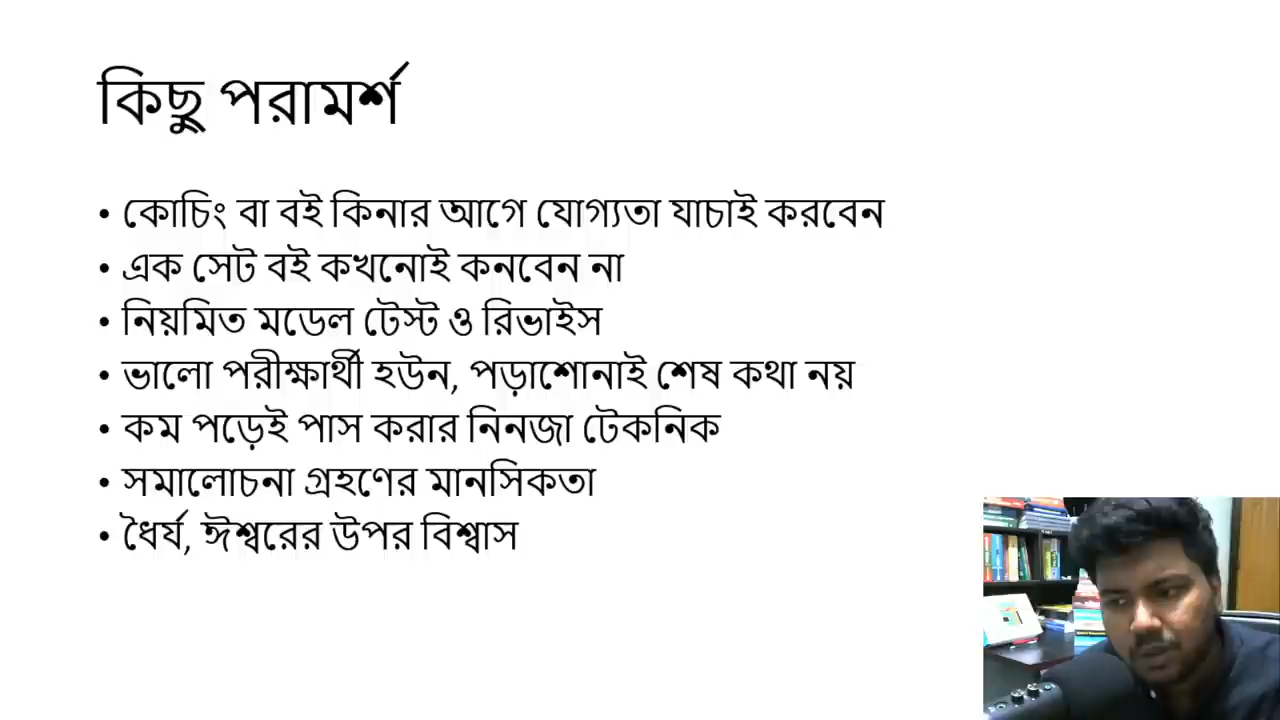 কিছু পরামর্শ
• কোচিং বা বই কিনার আগে যোগ্যতা যাচাই করবেন
• এক সেট বই কখনোই কনবেন না
• নিয়মিত মডেল টেস্ট ও রিভাইস
• ভালো পরীক্ষার্থী হউন, পড়াশোনাই শেষ কথা নয়
• কম পড়েই পাস করার নিনজা টেকনিক
• সমালোচনা গ্রহণের মানসিকতা
• ধৈর্য, ঈশ্বরের উপর বিশ্বাস